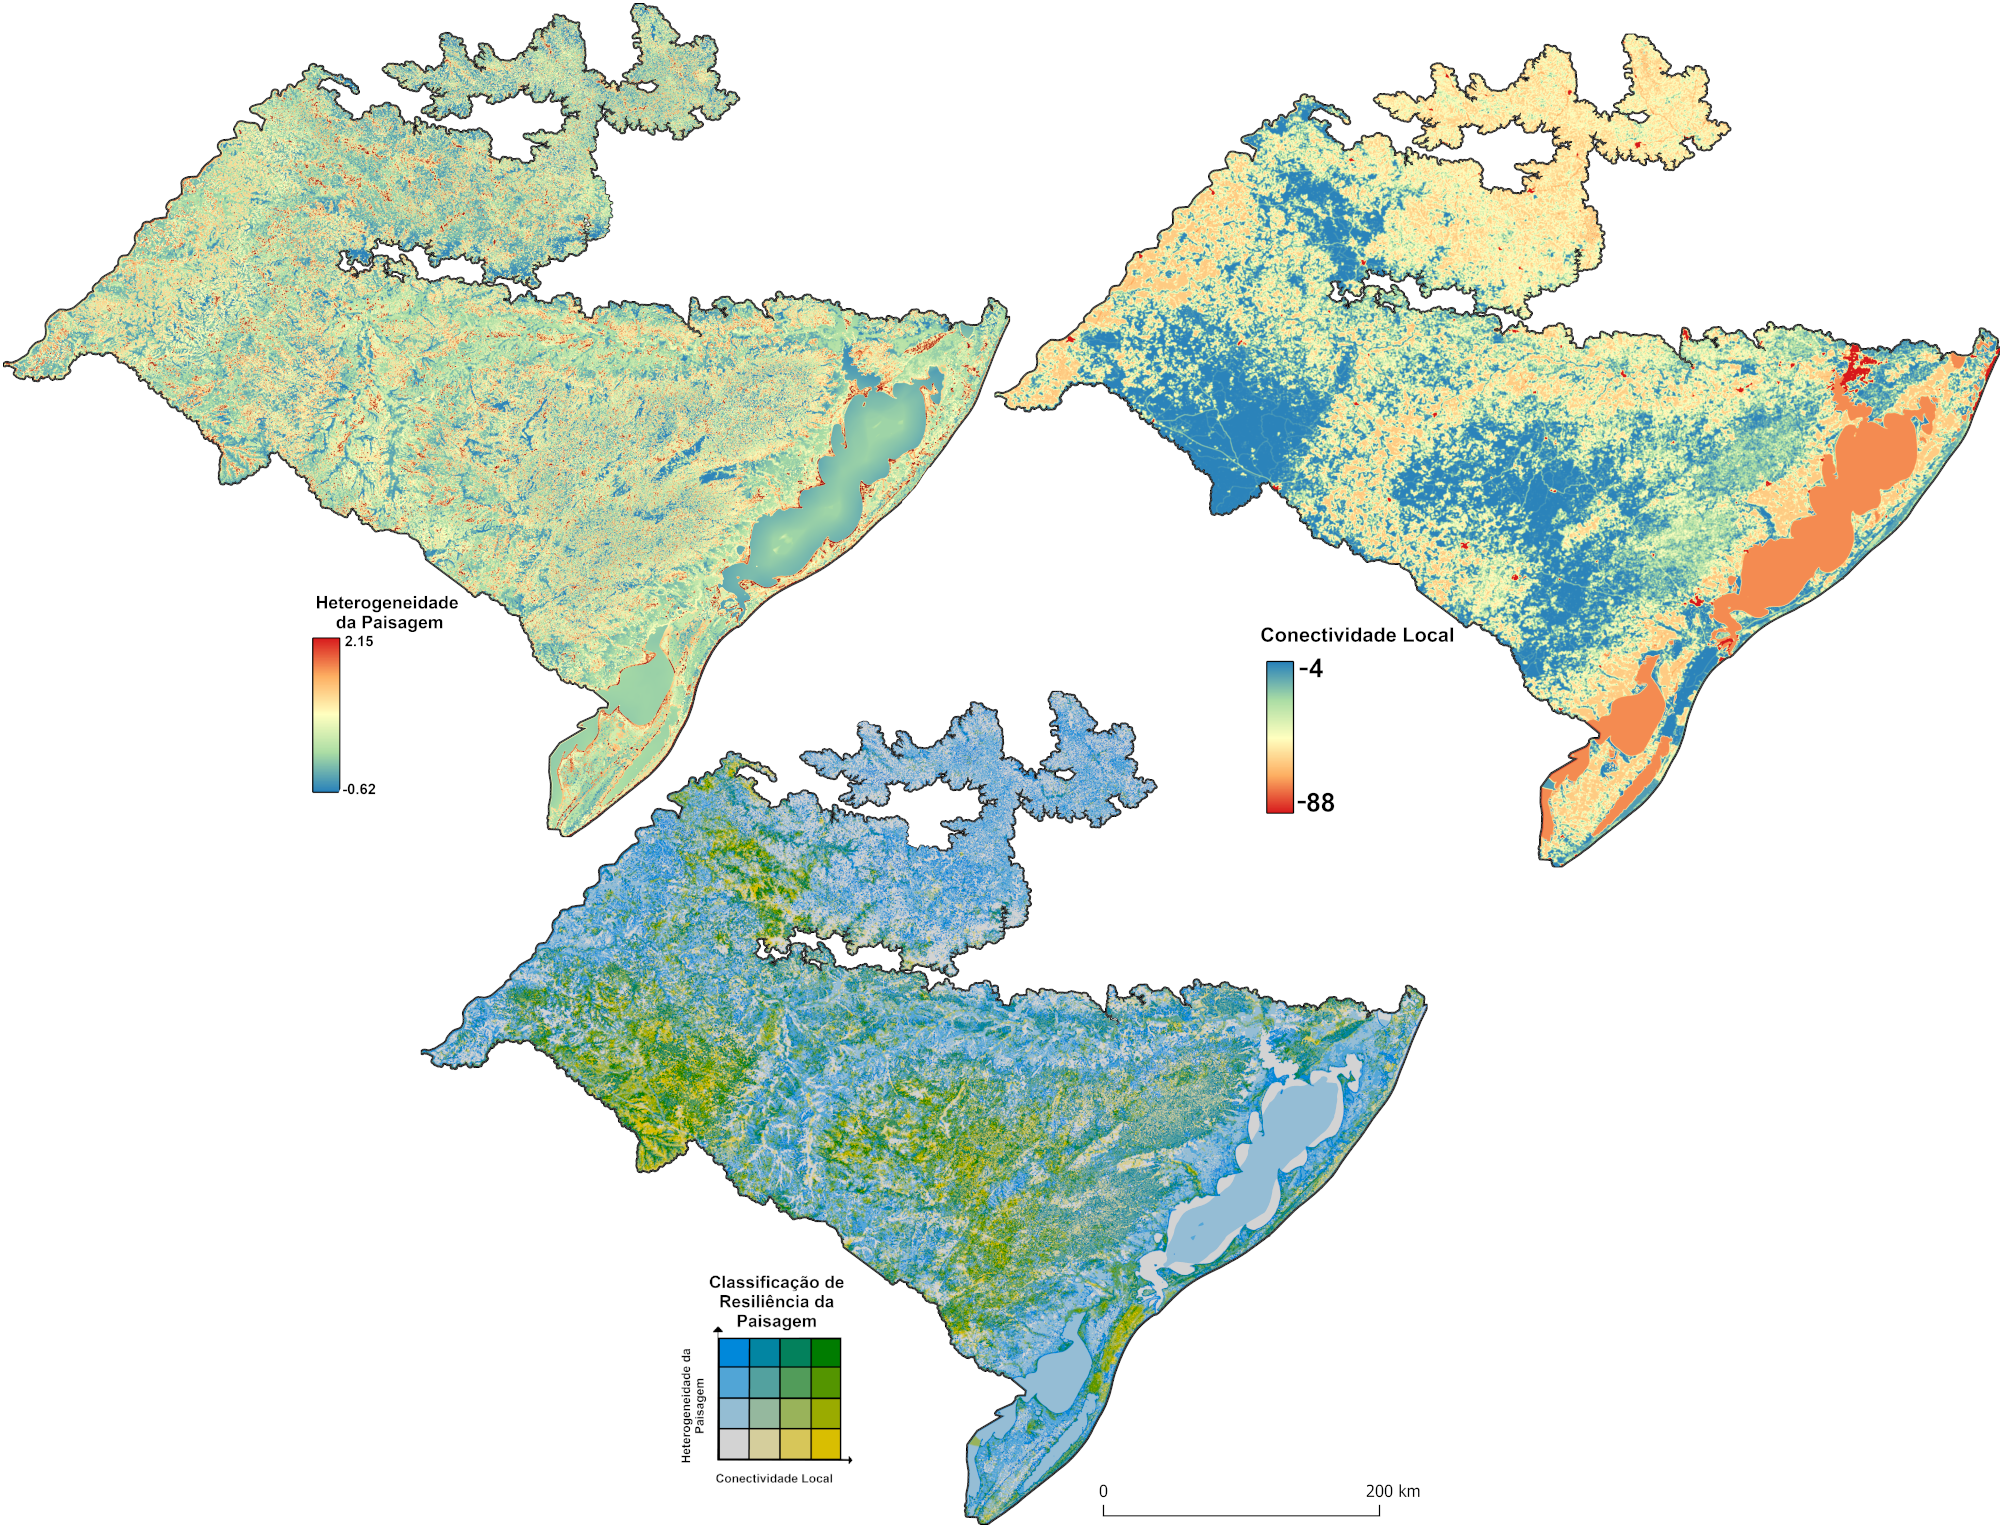 Heterogeneidade
da Paisagem
2.15
-0.62
Conectividade Local
-4
-88
Classificação de
Resiliência da
Paisagem
Heterogeneidade da
Paisagem
Conectividade Local
0
200 km